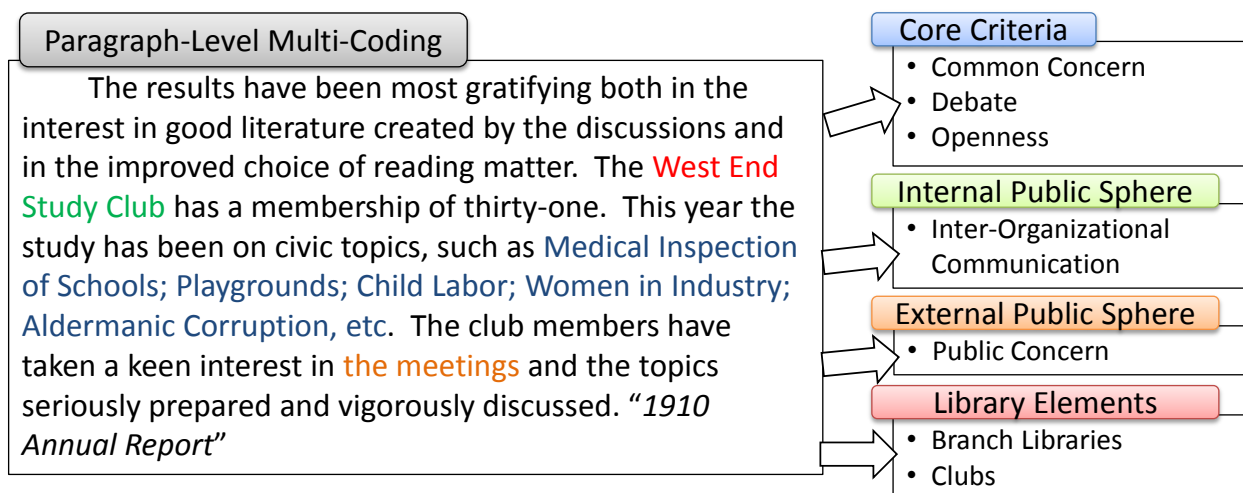 Paragraph-Level Multi-Coding
The results have been most gratifying both in the
interest in good literature created by the discussions and
in the improved choice of reading matter. The West End
Study Club has a membership of thirty-one. This year the
study has been on civic topics, such as Medical Inspection
of Schools; Playgrounds; Child Labor; Women in Industry;
Aldermanic Corruption, etc. The club members have
taken a keen interest in the meetings and the topics
seriously prepared and vigorously discussed. “1910
Annual Report”
Core Criteria
• Common Concern
• Debate
• Openness
Internal Public Sphere
• Inter-Organizational
Communication
External Public Sphere
• Public Concern
Library Elements
• Branch Libraries
• Clubs